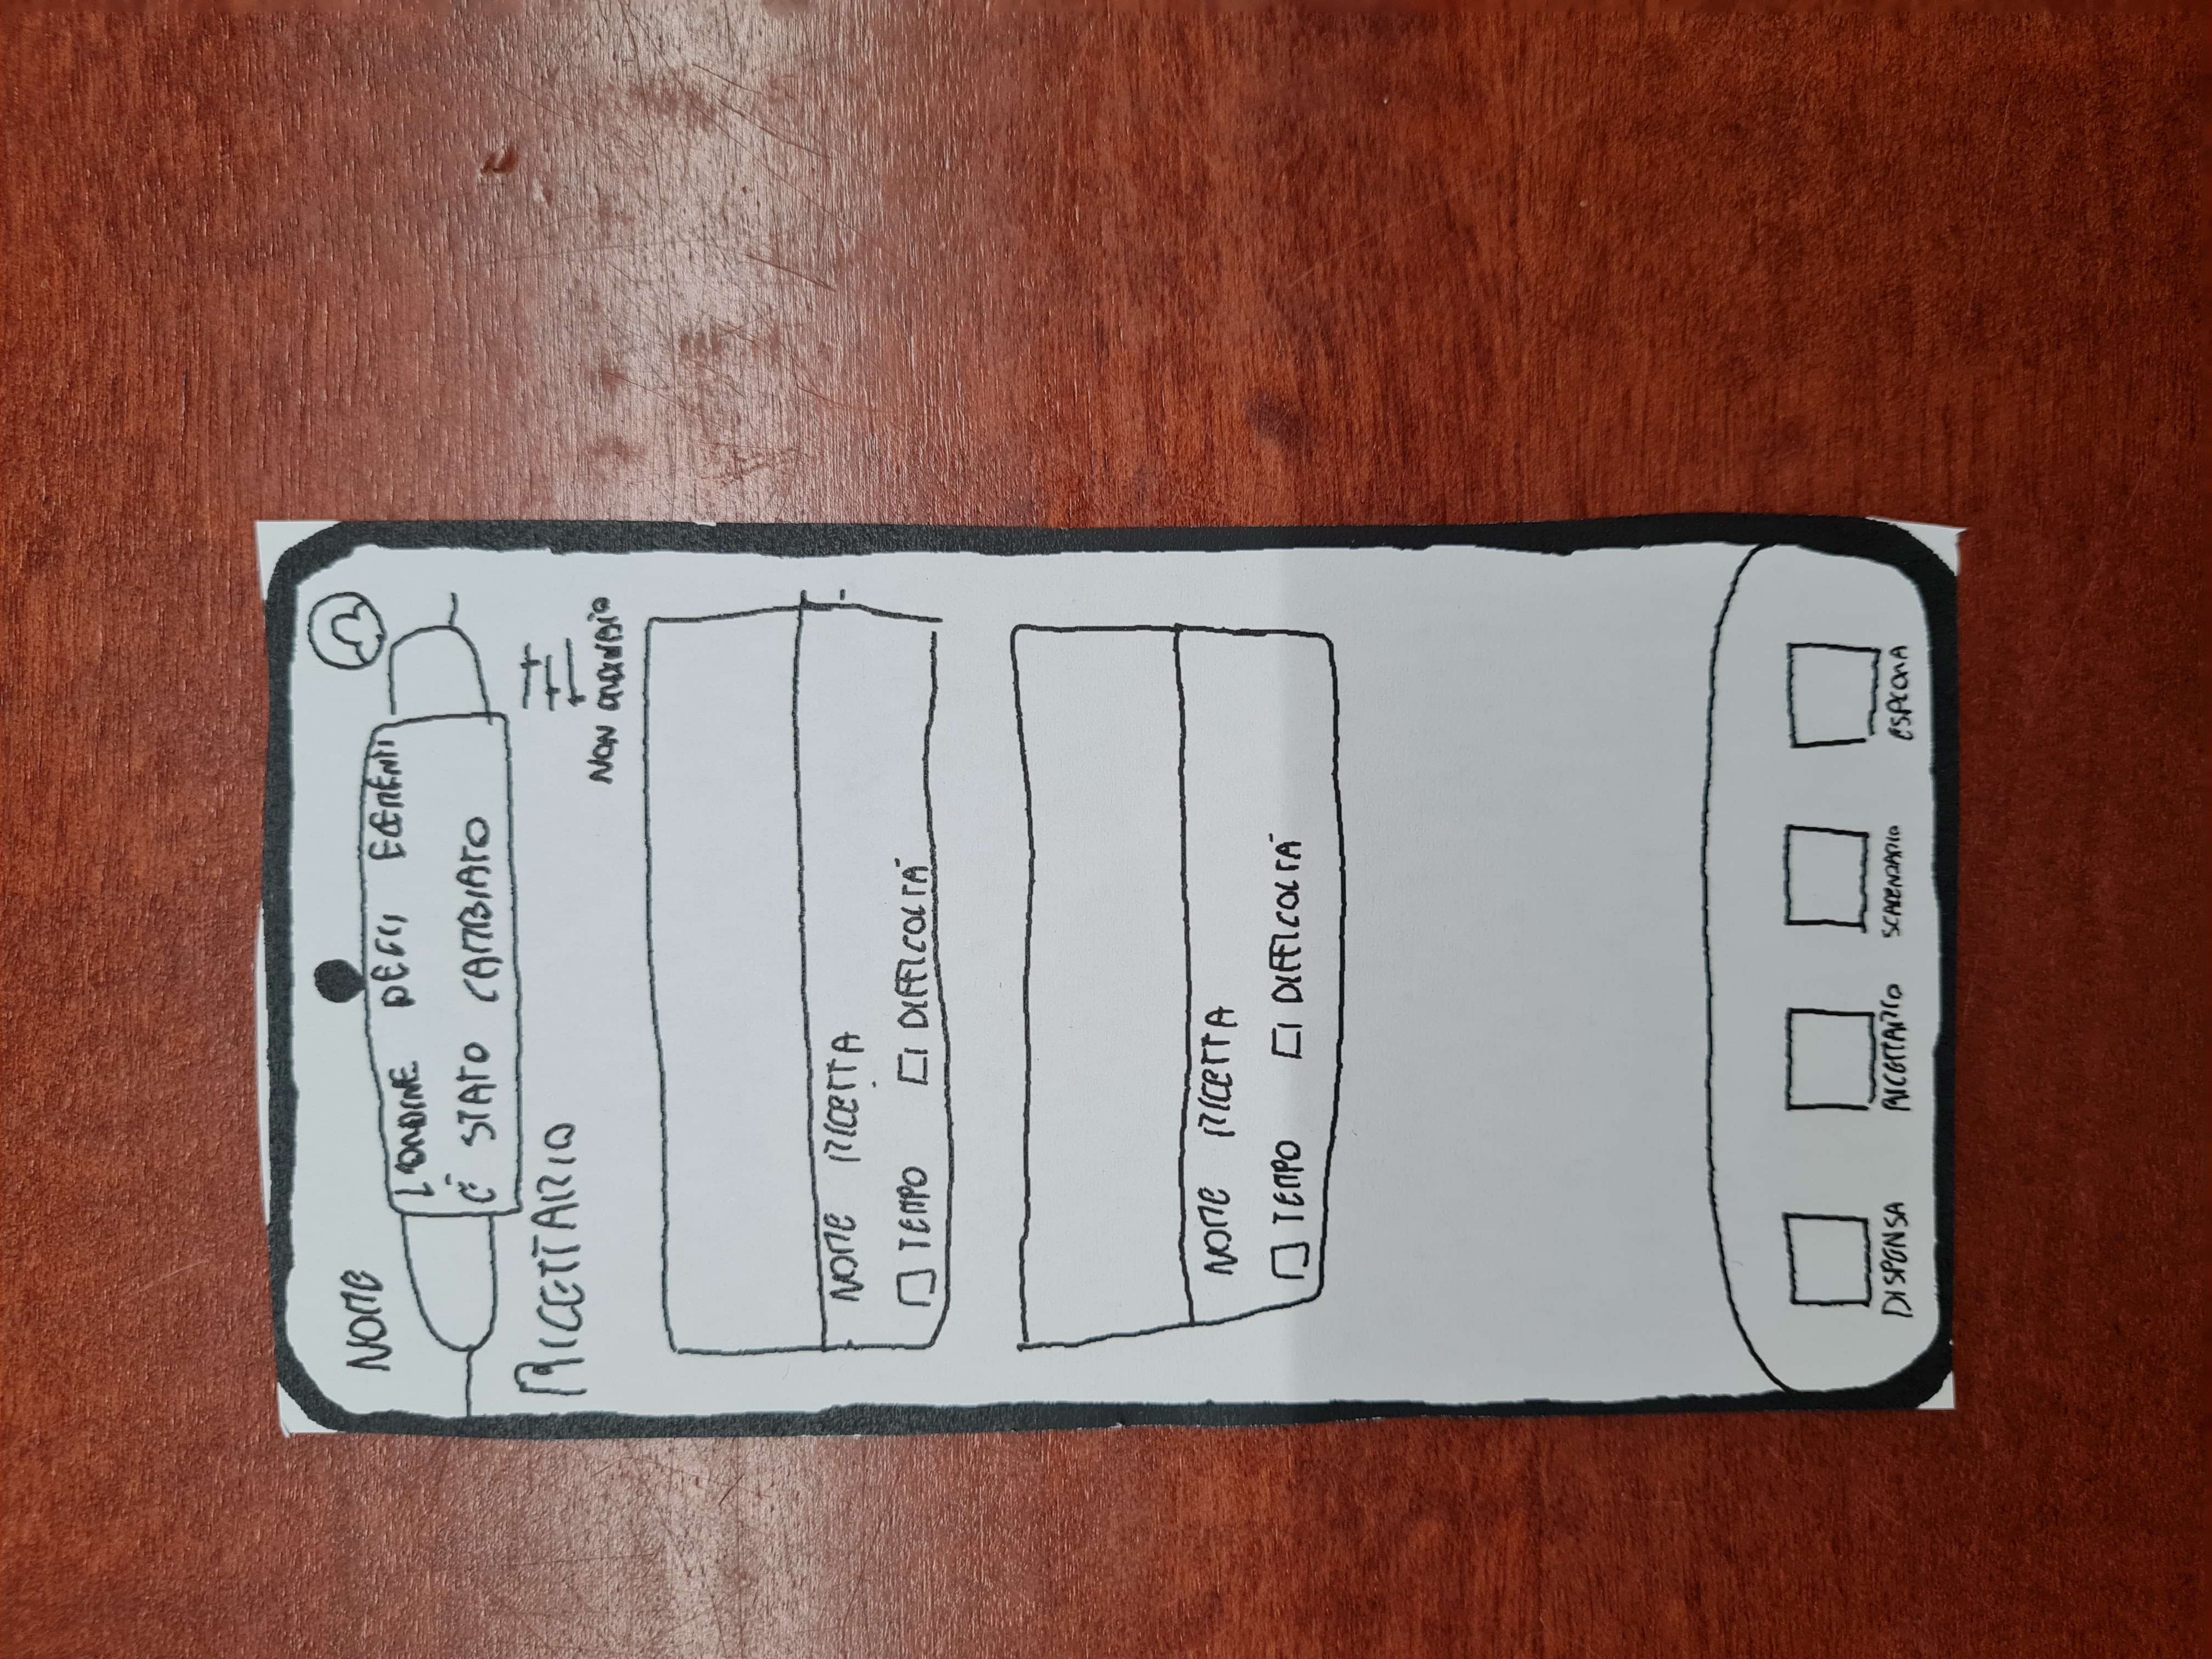 NOME
L'ORDINE DEGLI ELEMENTI
È STATO CAMBIATO
RICETTARIO
NON
NOME RICETTA
TEMPO DIFFICOLTÀ
NOME RICETTA
TEMPO DIFFICOLTÀ
DISPENSA RICETTARIO SCADENZARIO ESPLORA